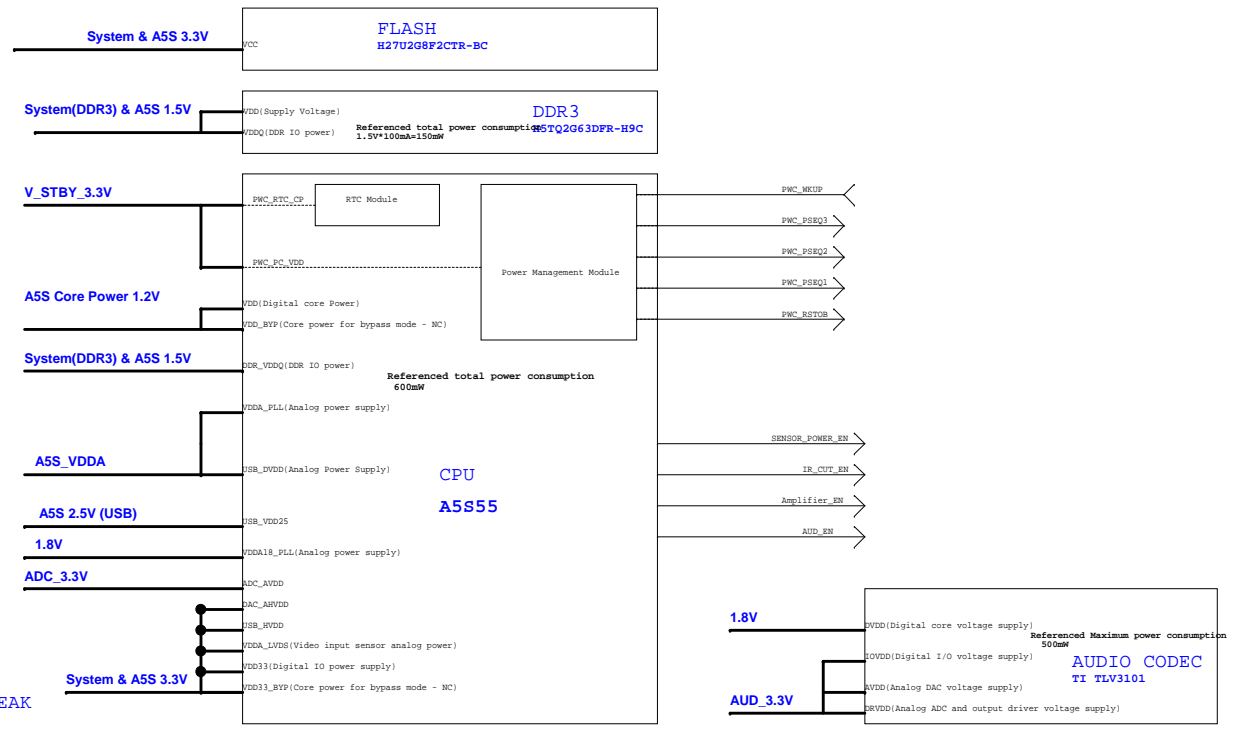 System & A5S 3.3V
VCC
FLASH
H27U2G8F2CTR-BC
System(DDR3) & A5S 1.5V
VDD(Supply Voltage)
DDR3
VDDQ(DDR IO power)
Referenced total power consumption
H5TQ2G63DFR-H9C
1.5V*100mA=150mW
V_STBY_3.3V
PWC_RTC_CP
RTC Module
PWC_PC_VDD
Power Management Module
PWC_WKUP
PWC_PSEQ3
PWC_PSEQ2
PWC_PSEQ1
PWC_RSTOB
A5S Core Power 1.2V
VDD(Digital core Power)
VDD_BYP(Core power for bypass mode - NC)
System(DDR3) & A5S 1.5V
DDR_VDDQ(DDR IO power)
Referenced total power consumption
600mW
VDDA_PLL(Analog power supply)
A5S_VDDA
USB_DVDD(Analog Power Supply)
CPU
A5S55
SENSOR_POWER_EN
IR_CUT_EN
Amplifier_EN
AUD_EN
A5S 2.5V (USB)
USB_VDD25
1.8V
VDDA18_PLL(Analog power supply)
ADC_3.3V
ADC_AVDD
DAC_AHVDD
USB_HVDD
VDDA_LVDS(Video input sensor analog power)
VDD33(Digital IO power supply)
System & A5S 3.3V
VDD33_BYP(Core power for bypass mode - NC)
EAK
1.8V
DVDD(Digital core voltage supply)
Referenced Maximum power consumption
500mW
IOVDD(Digital I/O voltage supply)
AUDIO CODEC
TI TLV3101
AVDD(Analog DAC voltage supply)
AUD_3.3V
DRVDD(Analog ADC and output driver voltage supply)